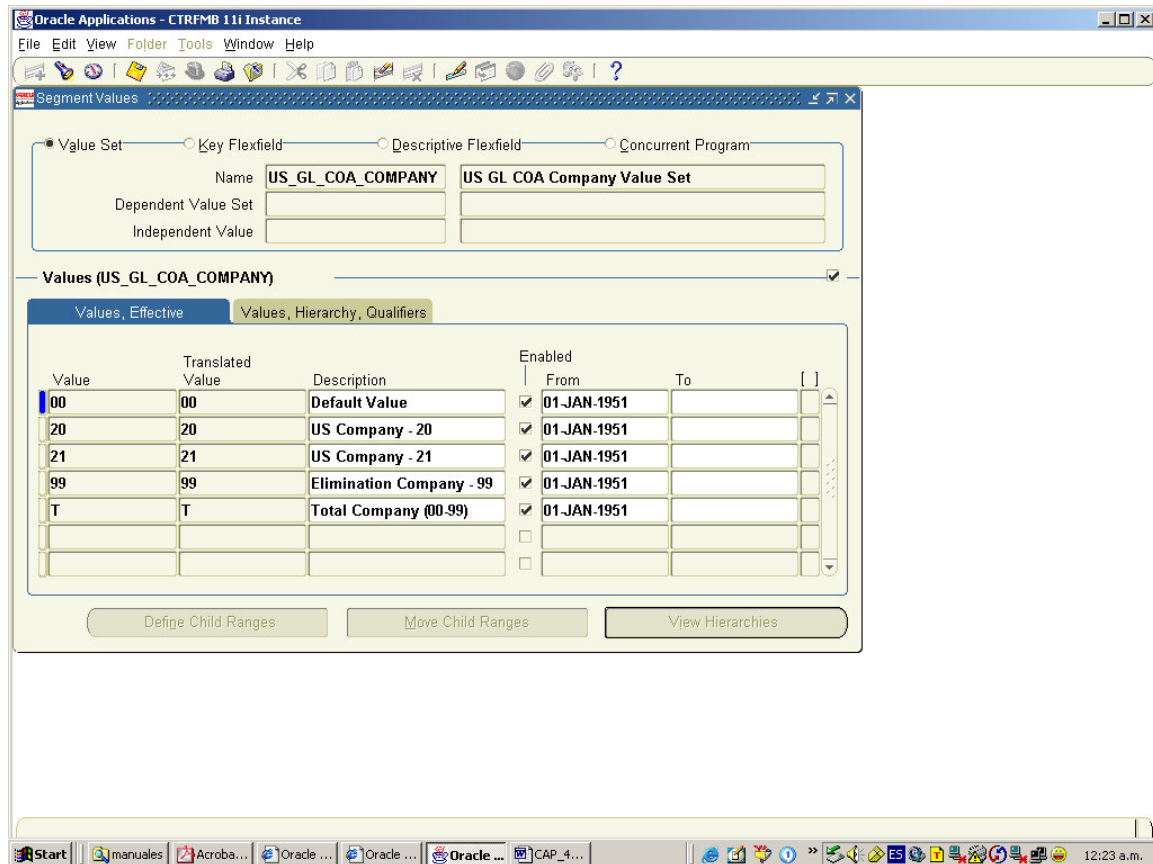 Oracle Applications - CTRFMB 11i Instance
File Edit View Folder Tools Window Help
Segment Values
Value Set Key Flexfield Descriptive Flexfield Concurrent Program
Name US_GL_COA_COMPANY US GL COA Company Value Set
Dependent Value Set
Independent Value
Values (US_GL_COA_COMPANY)
Values, Effective Values, Hierarchy, Qualifiers
Enabled
Translated
Value Value Description From To [ ]
00 00 Default Value 01-JAN-1951
20 20 US Company - 20 01-JAN-1951
21 21 US Company - 21 01-JAN-1951
99 99 Elimination Company - 99 01-JAN-1951
T T Total Company (00-99) 01-JAN-1951
Define Child Ranges Move Child Ranges View Hierarchies
Start manuales Acroba... Oracle ... Oracle ... Oracle ... CAP_4... ES 12:23 a.m.